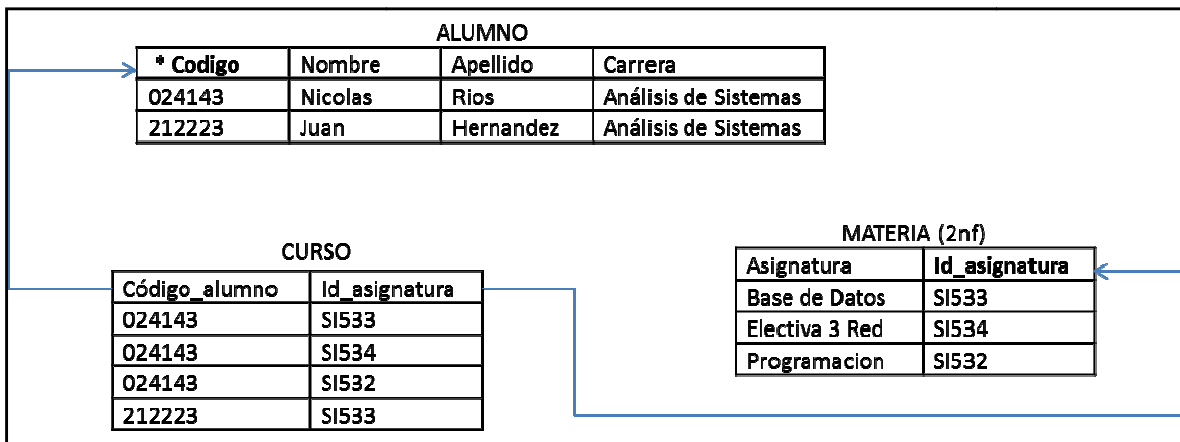 ALUMNO
* Codigo Nombre Apellido Carrera
024143 Nicolas Rios Análisis de Sistemas
212223 Juan Hernandez Análisis de Sistemas
CURSO
Código_alumno Id_asignatura
024143 SI533
024143 SI534
024143 SI532
212223 SI533
MATERIA (2nf)
Asignatura Id_asignatura
Base de Datos SI533
Electiva 3 Red SI534
Programacion SI532